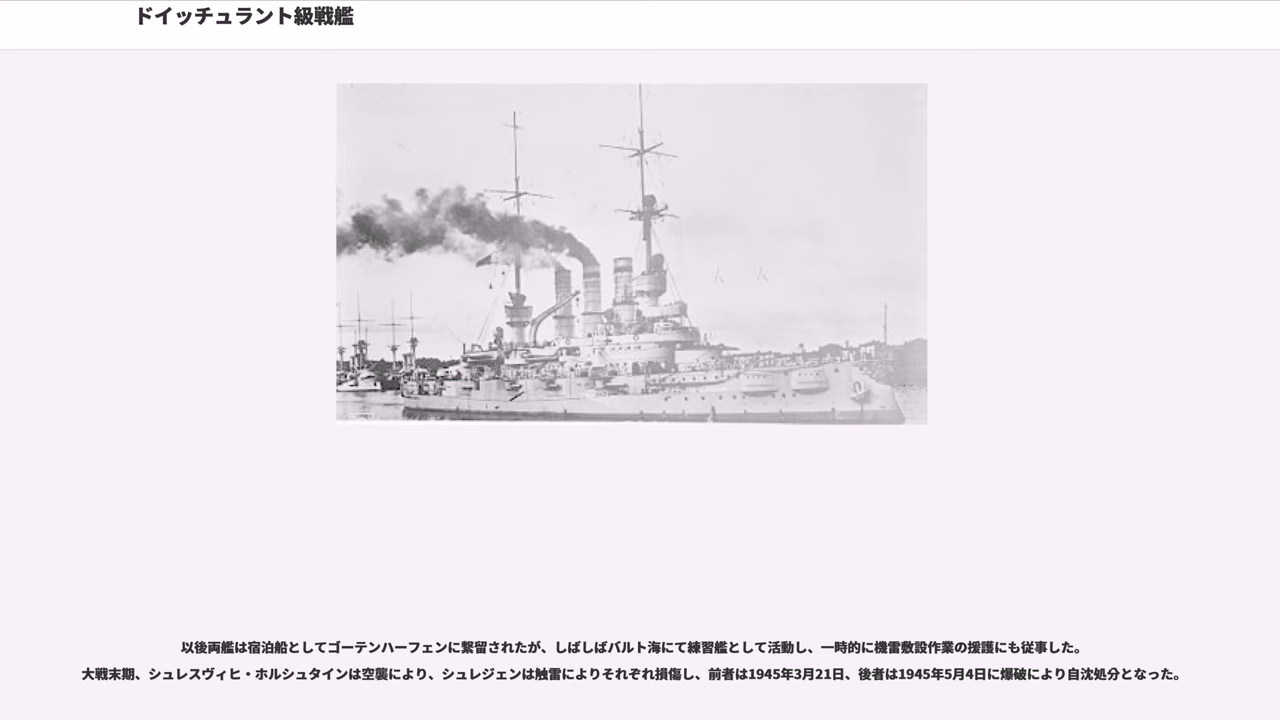 ドイッチュラント級戦艦
以後両艦は宿泊船としてゴーテンハーフェンに繋留されたが、しばしばバルト海にて練習艦として活動し、一時的に機雷敷設作業の援護にも従事した。
大戦末期、シュレスヴィヒ・ホルシュタインは空襲により、シュレジェンは触雷によりそれぞれ損傷し、前者は1945年3月21日、後者は1945年5月4日に爆破により自沈処分となった。